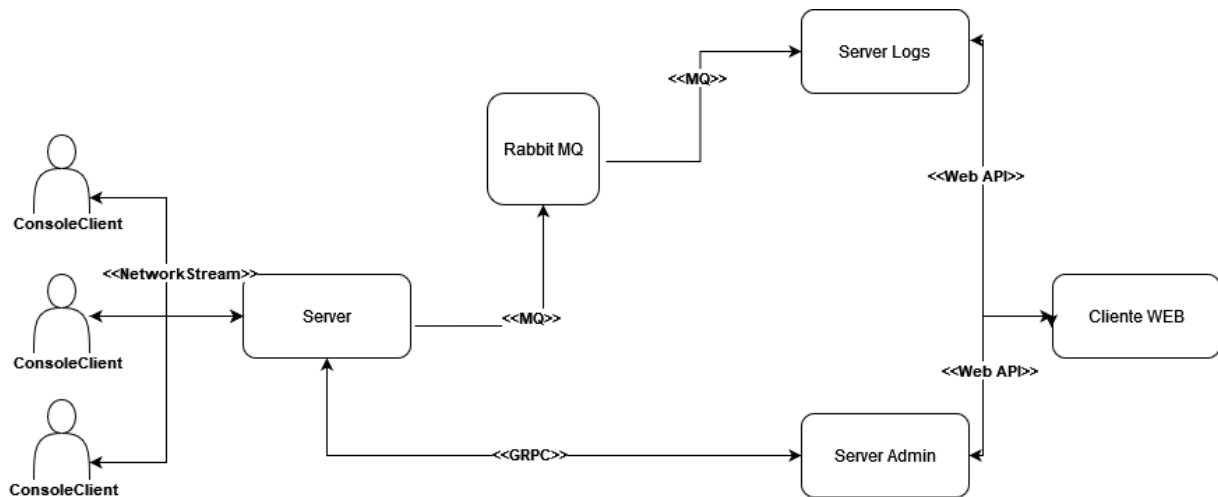 Server Logs
<<MQ>>
Rabbit MQ
<<Web API>>
ConsoleClient
<<NetworkStream>>
Server
<<MQ>>
Cliente WEB
ConsoleClient
<<Web API>>
<<GRPC>>
Server Admin
ConsoleClient